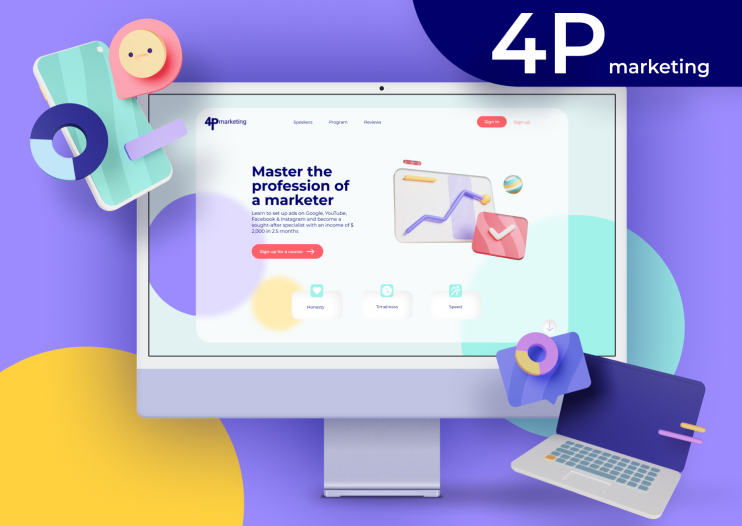 4P marketing
4Pmarketing
Speakers Program Reviews Sign in Sign up
Master the
profession of
a marketer
Learn to set up ads on Google, YouTube,
Facebook & Instagram and become a
sought-after specialist with an income of $
2,000 in 2.5 months
Sign up for a course
Honesty Timeliness Speed